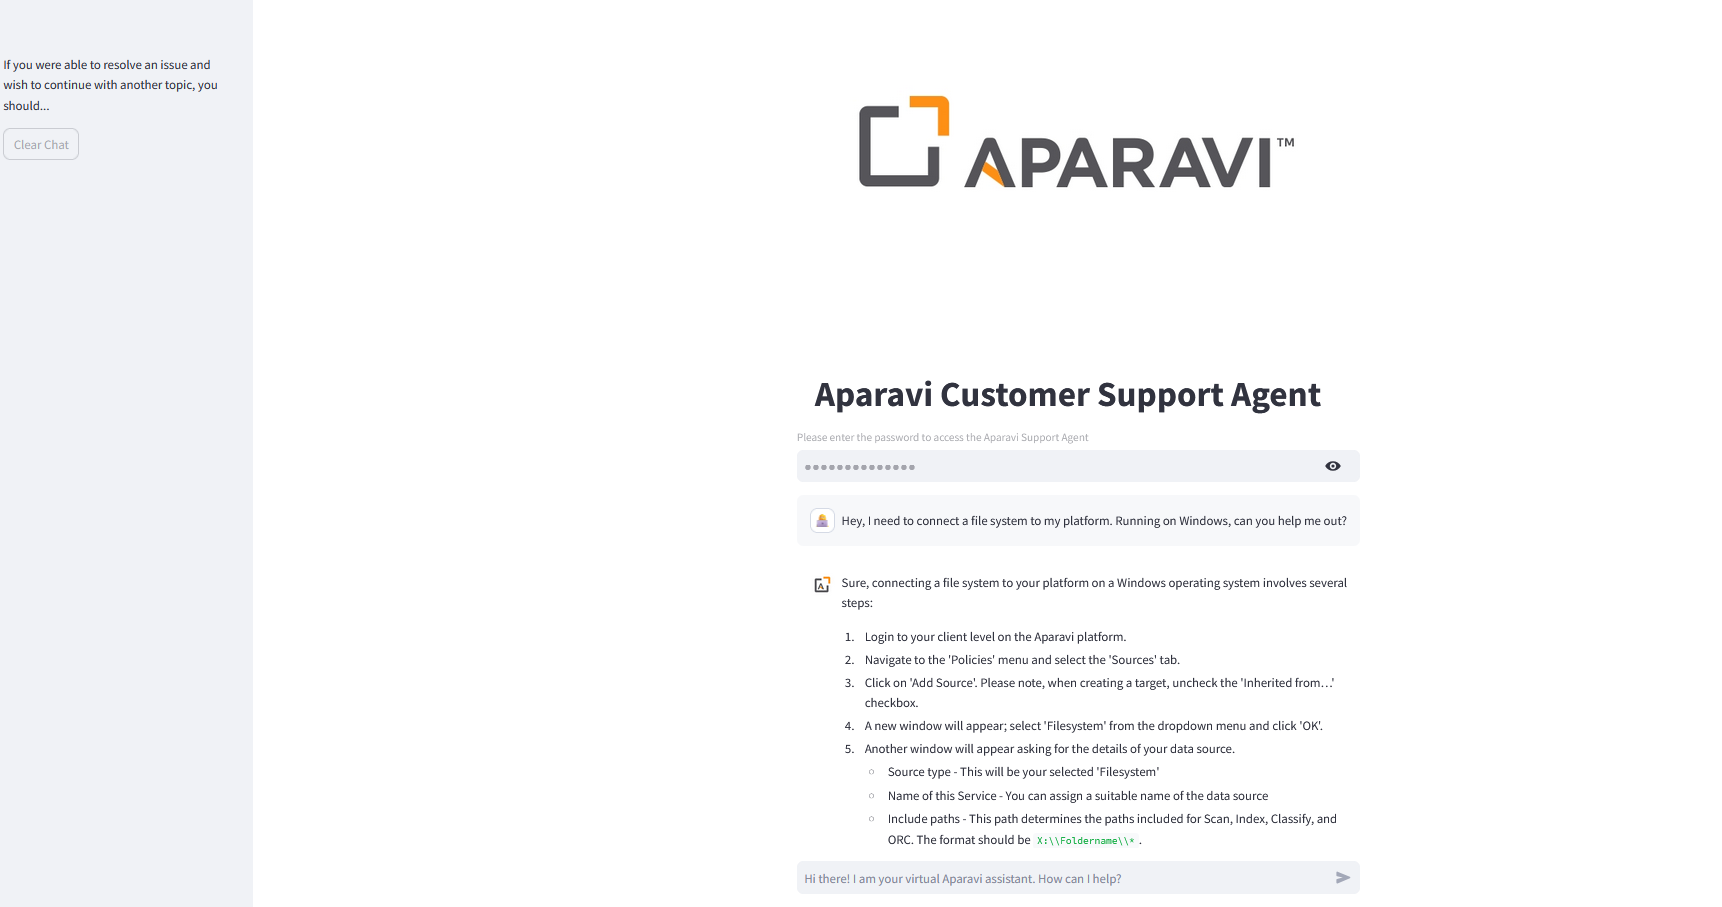 If you were able to resolve an issue and
wish to continue with another topic, you
should...
Clear Chat
APARAVI™
Aparavi Customer Support Agent
Please enter the password to access the Aparavi Support Agent
Hey, I need to connect a file system to my platform. Running on Windows, can you help me out?
Sure, connecting a file system to your platform on a Windows operating system involves several
steps:
1. Login to your client level on the Aparavi platform.
2. Navigate to the 'Policies' menu and select the 'Sources' tab.
3. Click on 'Add Source'. Please note, when creating a target, uncheck the 'Inherited from…'
checkbox.
4. A new window will appear; select 'Filesystem' from the dropdown menu and click 'OK'.
5. Another window will appear asking for the details of your data source.
○ Source type - This will be your selected 'Filesystem'
○ Name of this Service - You can assign a suitable name of the data source
○ Include paths - This path determines the paths included for Scan, Index, Classify, and
ORC. The format should be X:\\Foldername\\* .
Hi there! I am your virtual Aparavi assistant. How can I help?